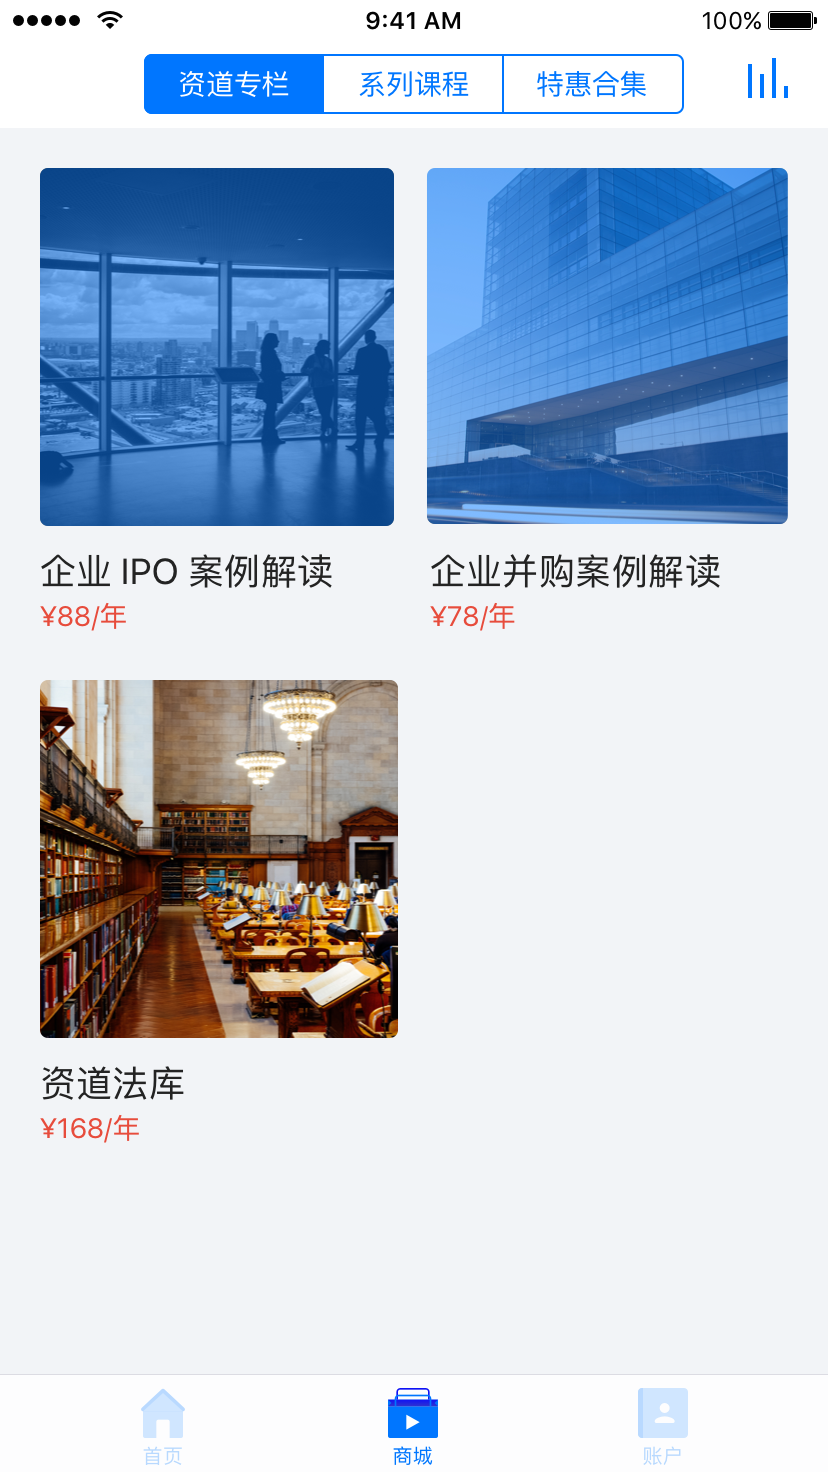 9:41 AM
100%
资道专栏
系列课程
特惠合集
企业 IPO 案例解读
¥88/年
企业并购案例解读
¥78/年
资道法库
¥168/年
首页
商城
账户